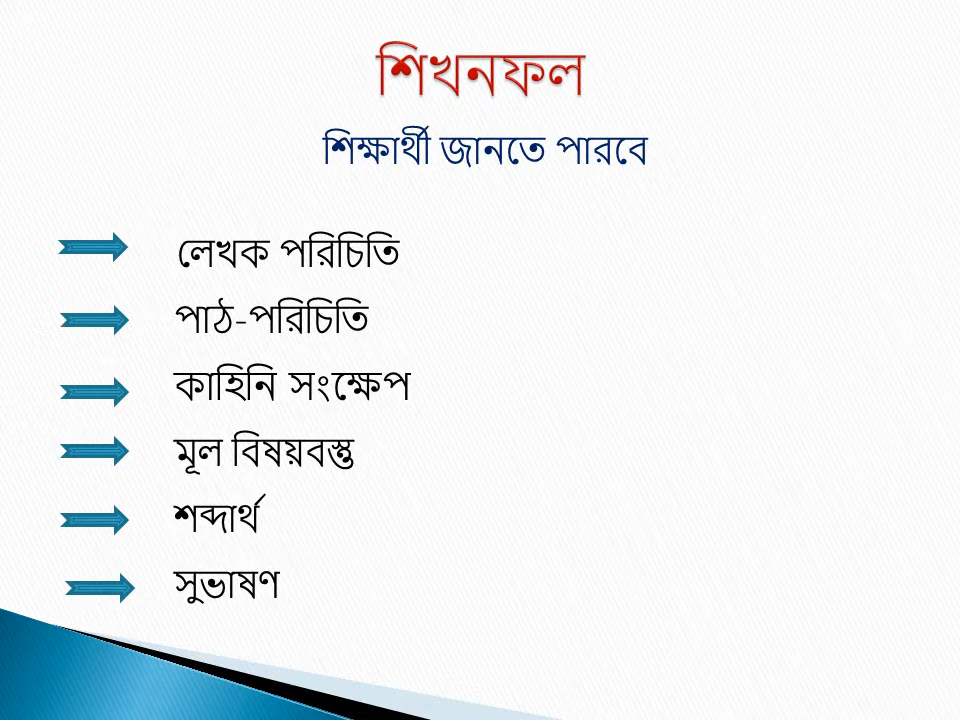 শিখনফল
শিক্ষার্থী জানতে পারবে
লেখক পরিচিতি
পাঠ-পরিচিতি
কাহিনি সংক্ষেপ
মূল বিষয়বস্তু
শব্দার্থ
সুভাষণ